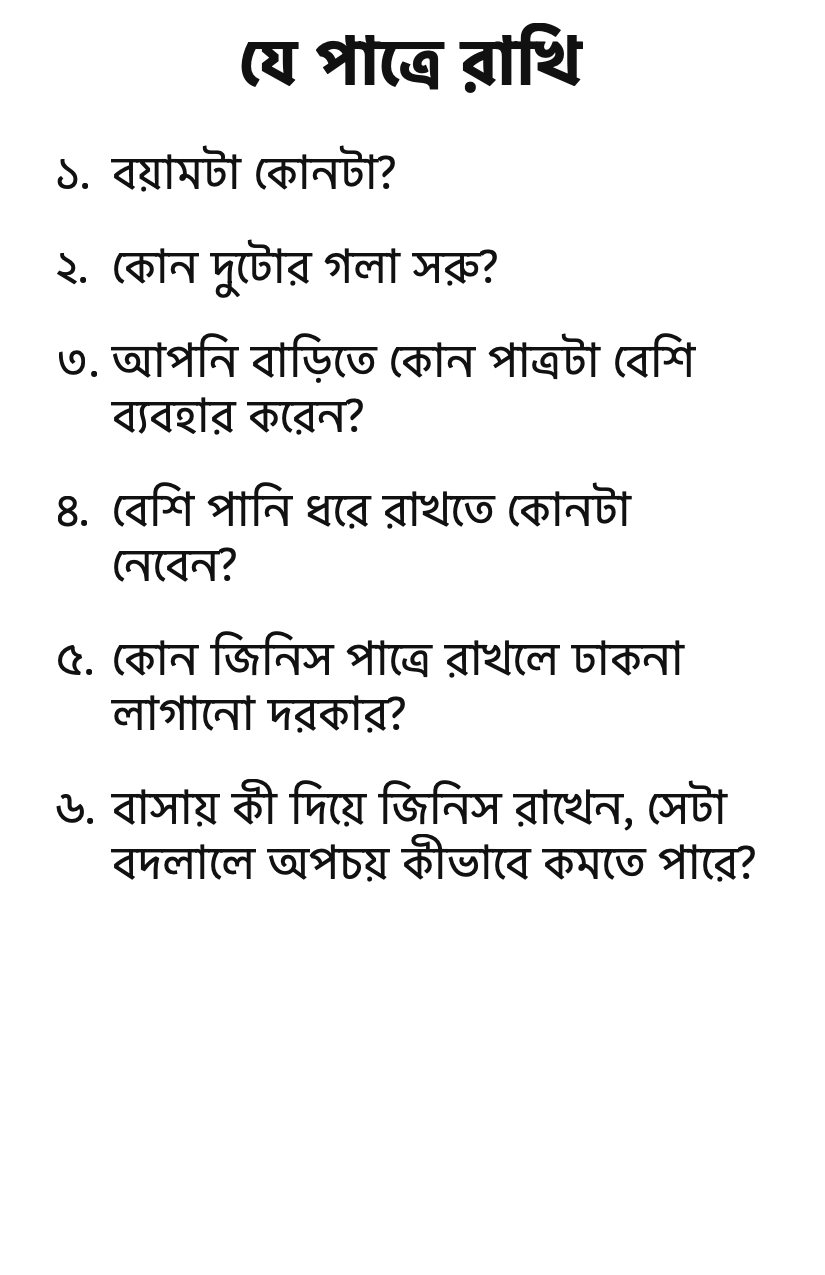 যে পাত্রে রাখি
১. বয়ামটা কোনটা?
২. কোন দুটোর গলা সরু?
৩. আপনি বাড়িতে কোন পাত্রটা বেশি
ব্যবহার করেন?
৪. বেশি পানি ধরে রাখতে কোনটা
নেবেন?
৫. কোন জিনিস পাত্রে রাখলে ঢাকনা
লাগানো দরকার?
৬. বাসায় কী দিয়ে জিনিস রাখেন, সেটা
বদলালে অপচয় কীভাবে কমতে পারে?